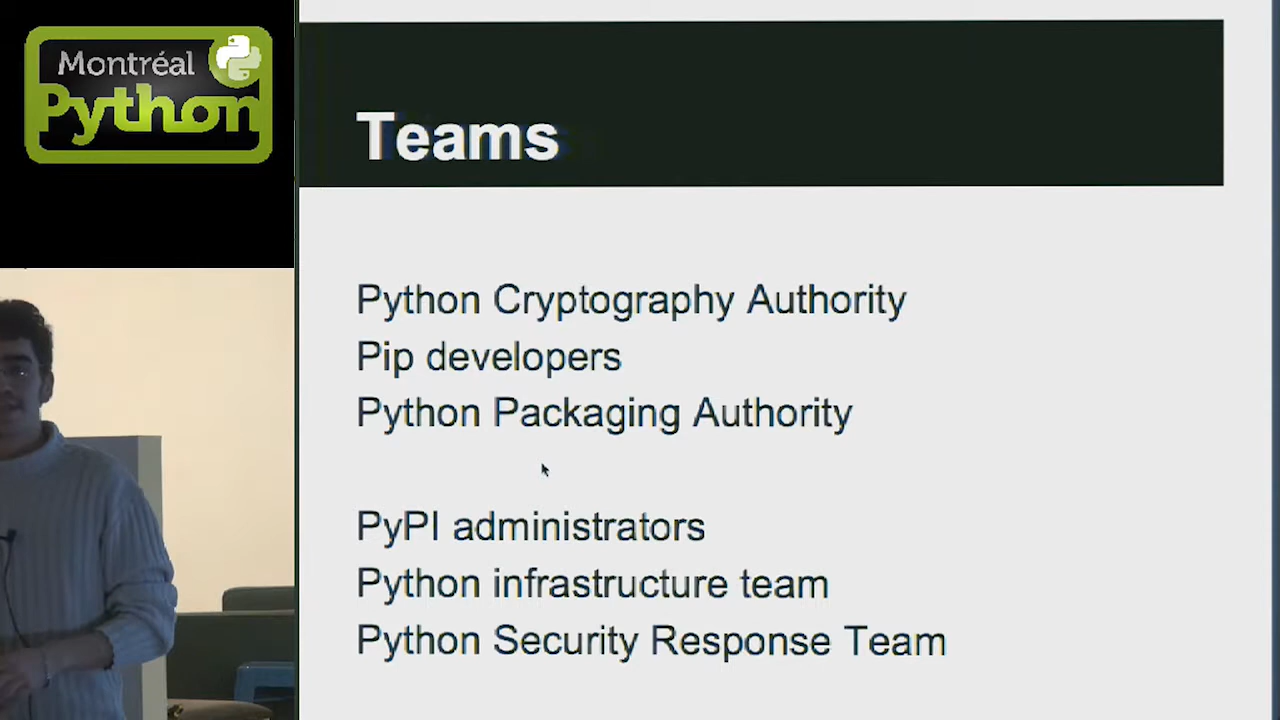 Montréal
Python
Teams
Python Cryptography Authority
Pip developers
Python Packaging Authority
PyPI administrators
Python infrastructure team
Python Security Response Team